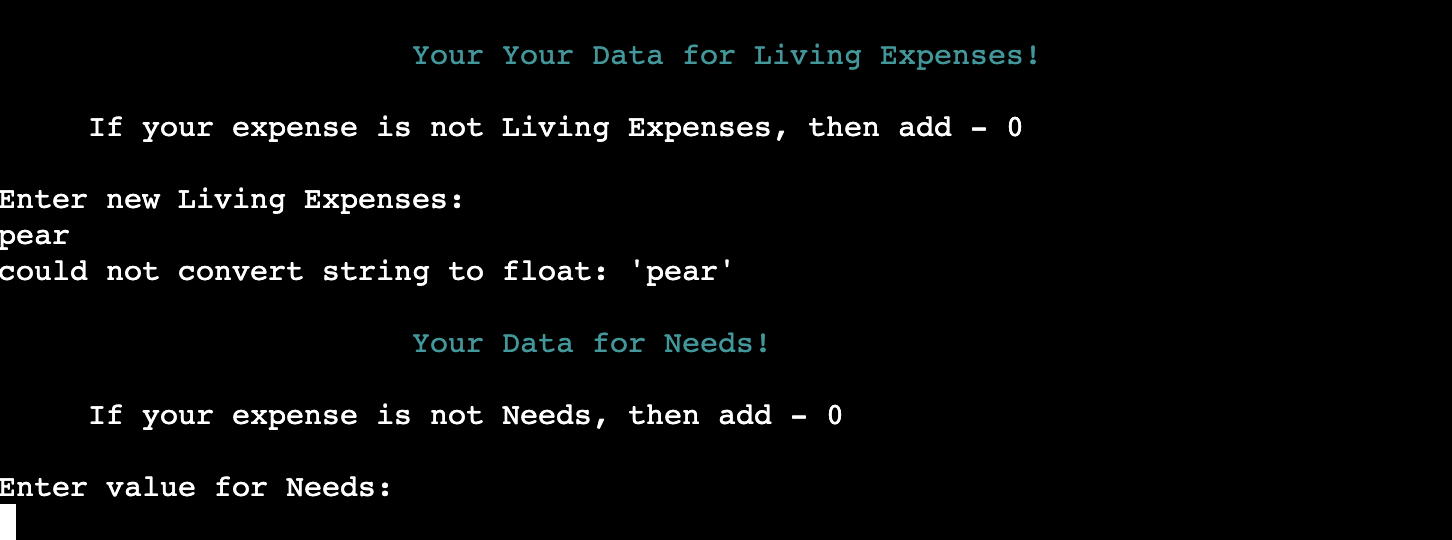 Your Your Data for Living Expenses!
If your expense is not Living Expenses, then add - 0
Enter new Living Expenses:
pear
could not convert string to float: 'pear'
Your Data for Needs!
If your expense is not Needs, then add - 0
Enter value for Needs: